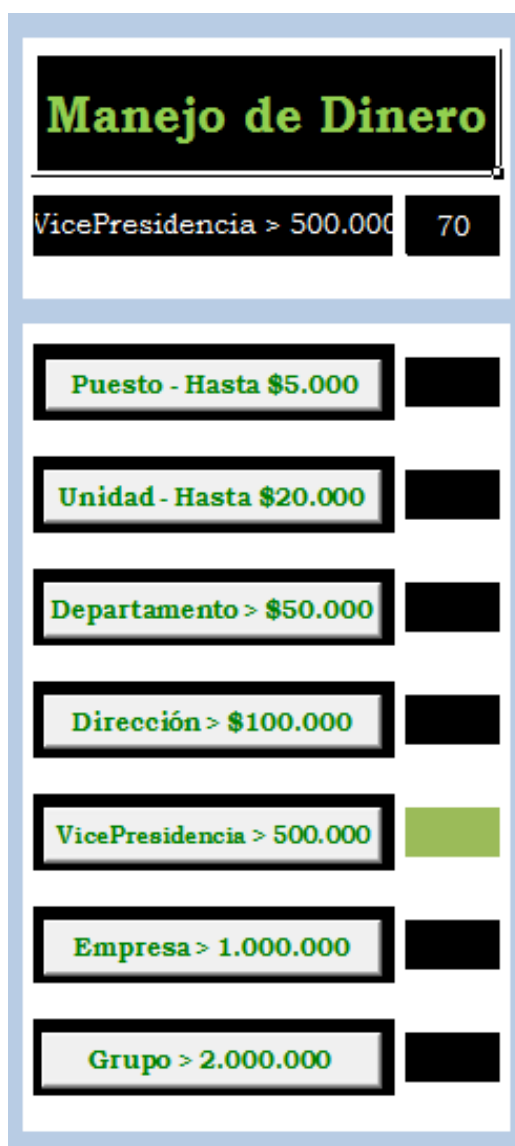 Manejo de Dinero
VicePresidencia > 500.000
70
Puesto - Hasta $5.000
Unidad - Hasta $20.000
Departamento > $50.000
Dirección > $100.000
VicePresidencia > 500.000
Empresa > 1.000.000
Grupo > 2.000.000